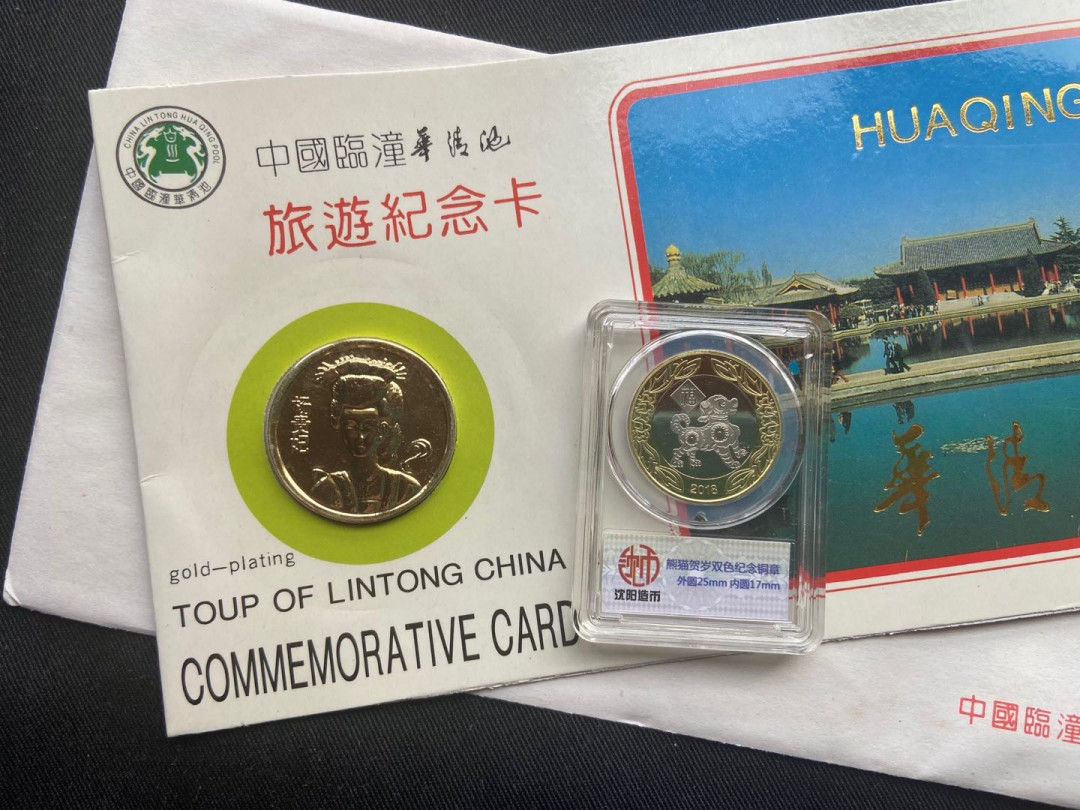 CHINA LIN TONG HUA QING POOL
中國臨潼華清池
中國臨潼華清池
旅遊紀念卡
HUAQING
華清池
gold—plating
TOUP OF LINTONG CHINA
COMMEMORATIVE CARD
福
2018
沈阳造币
熊猫贺岁双色纪念铜章
外圆25mm 内圆17mm
華清
中國臨潼